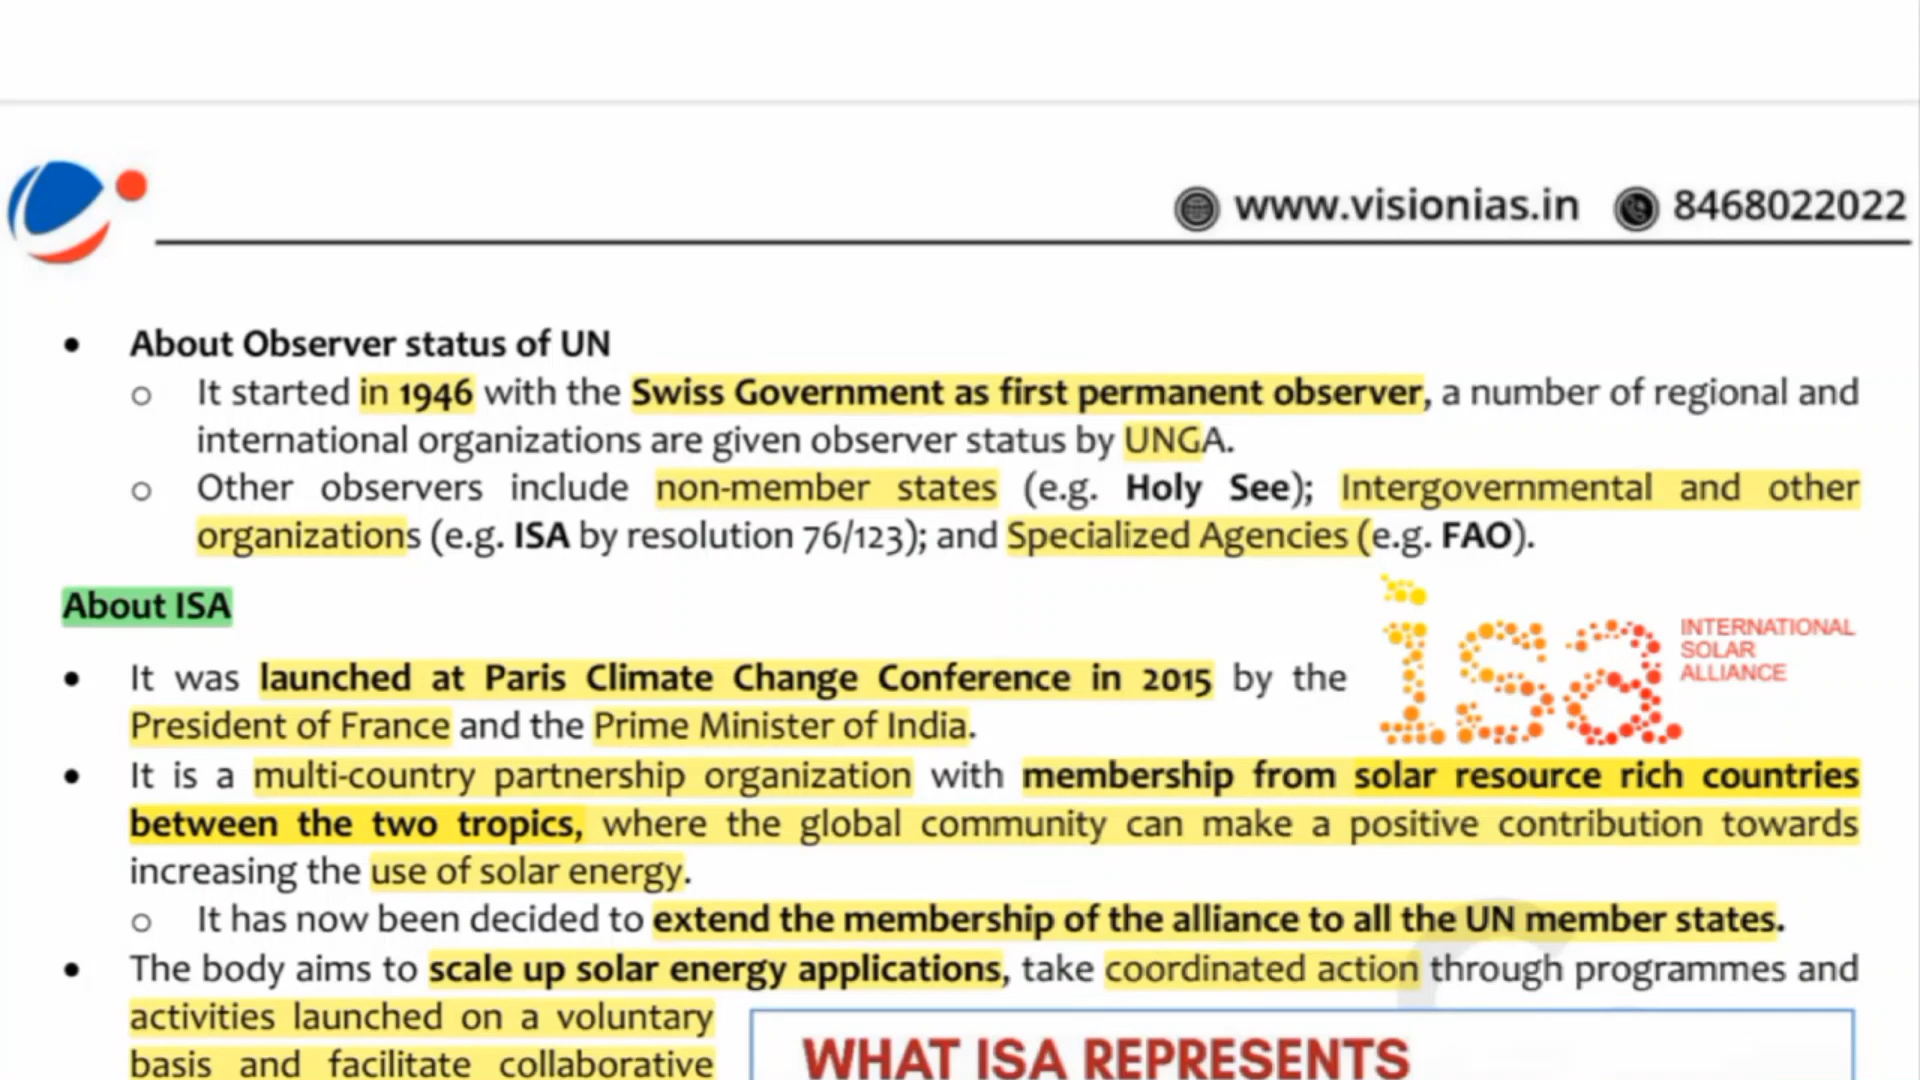 www.visionias.in 8468022022
• About Observer status of UN
o It started in 1946 with the Swiss Government as first permanent observer, a number of regional and
international organizations are given observer status by UNGA.
o Other observers include non-member states (e.g. Holy See); Intergovernmental and other
organizations (e.g. ISA by resolution 76/123); and Specialized Agencies (e.g. FAO).
About ISA
isa INTERNATIONAL
SOLAR
ALLIANCE
• It was launched at Paris Climate Change Conference in 2015 by the
President of France and the Prime Minister of India.
• It is a multi-country partnership organization with membership from solar resource rich countries
between the two tropics, where the global community can make a positive contribution towards
increasing the use of solar energy.
o It has now been decided to extend the membership of the alliance to all the UN member states.
• The body aims to scale up solar energy applications, take coordinated action through programmes and
activities launched on a voluntary
basis and facilitate collaborative
WHAT ISA REPRESENTS